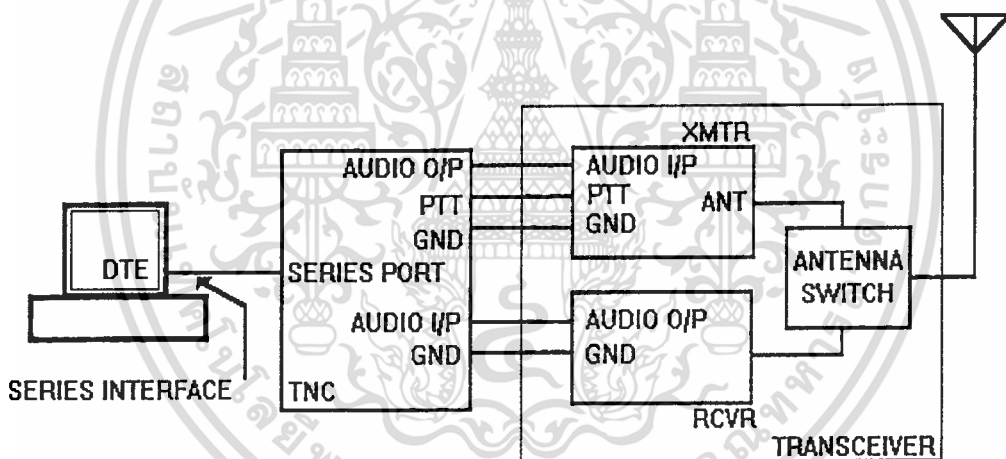 XMTR
AUDIO O/P
PTT
GND
SERIES PORT
AUDIO I/P
GND
TNC
AUDIO I/P
PTT
GND
ANT
AUDIO O/P
GND
RCVR
ANTENNA
SWITCH
TRANSCEIVER
DTE
SERIES INTERFACE